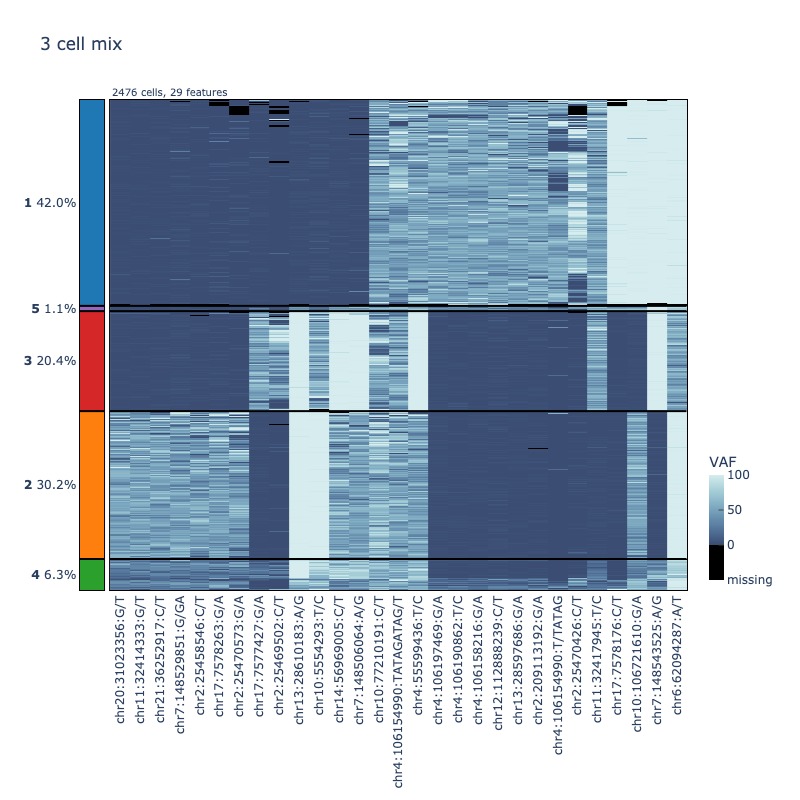 3 cell mix
2476 cells, 29 features
1 42.0%
5 1.1%
3 20.4%
2 30.2%
4 6.3%
VAF
100
50
0
missing
chr20:31023356:G/T
chr11:32414333:G/T
chr21:36252917:C/T
chr7:148529851:G/GA
chr2:25458546:C/T
chr17:7578263:G/A
chr2:25470573:G/A
chr17:7577427:G/A
chr2:25469502:C/T
chr13:28610183:A/G
chr10:5554293:T/C
chr14:56969005:C/T
chr7:148506064:A/G
chr10:77210191:C/T
chr4:106154990:TATAGATAG/T
chr4:55599436:T/C
chr4:106197469:G/A
chr4:106190862:T/C
chr4:106158216:G/A
chr12:112888239:C/T
chr13:28597686:G/A
chr2:209113192:G/A
chr4:106154990:T/TATAG
chr2:25470426:C/T
chr11:32417945:T/C
chr17:7578176:C/T
chr10:106721610:G/A
chr7:148543525:A/G
chr6:62094287:A/T